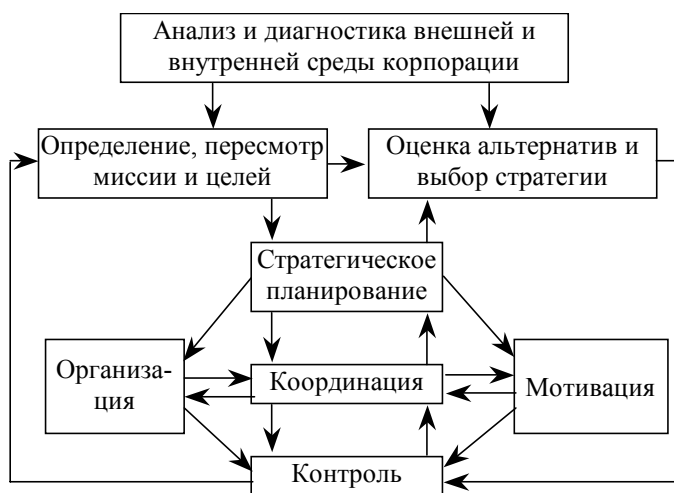 Анализ и диагностика внешней и
внутренней среды корпорации
Определение, пересмотр
миссии и целей
Оценка альтернатив и
выбор стратегии
Стратегическое
планирование
Организа-
ция
Координация
Мотивация
Контроль